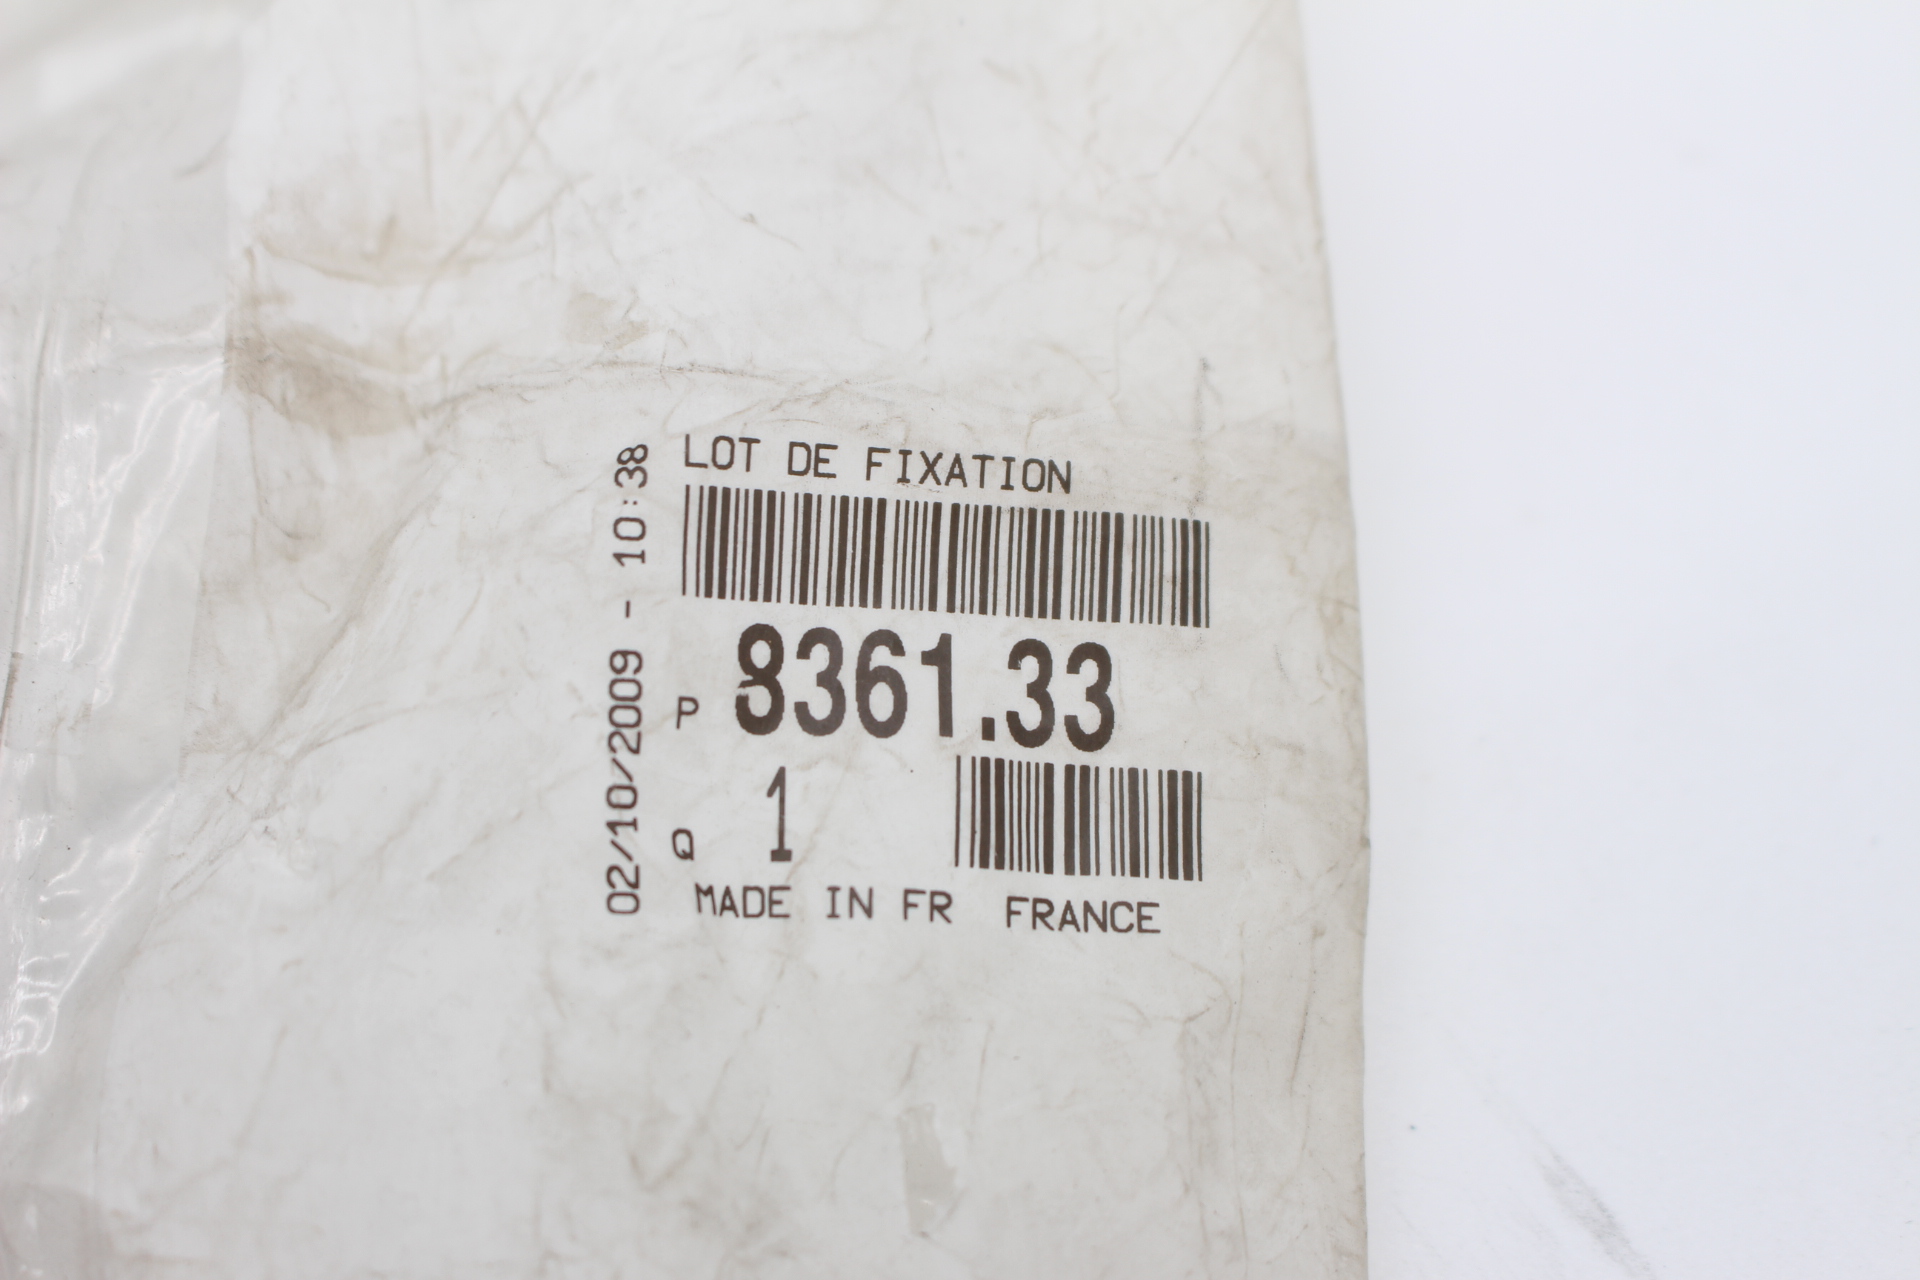 LOT DE FIXATION
02/10/2009 - 10:38
P 8361.33
Q 1
MADE IN FR FRANCE